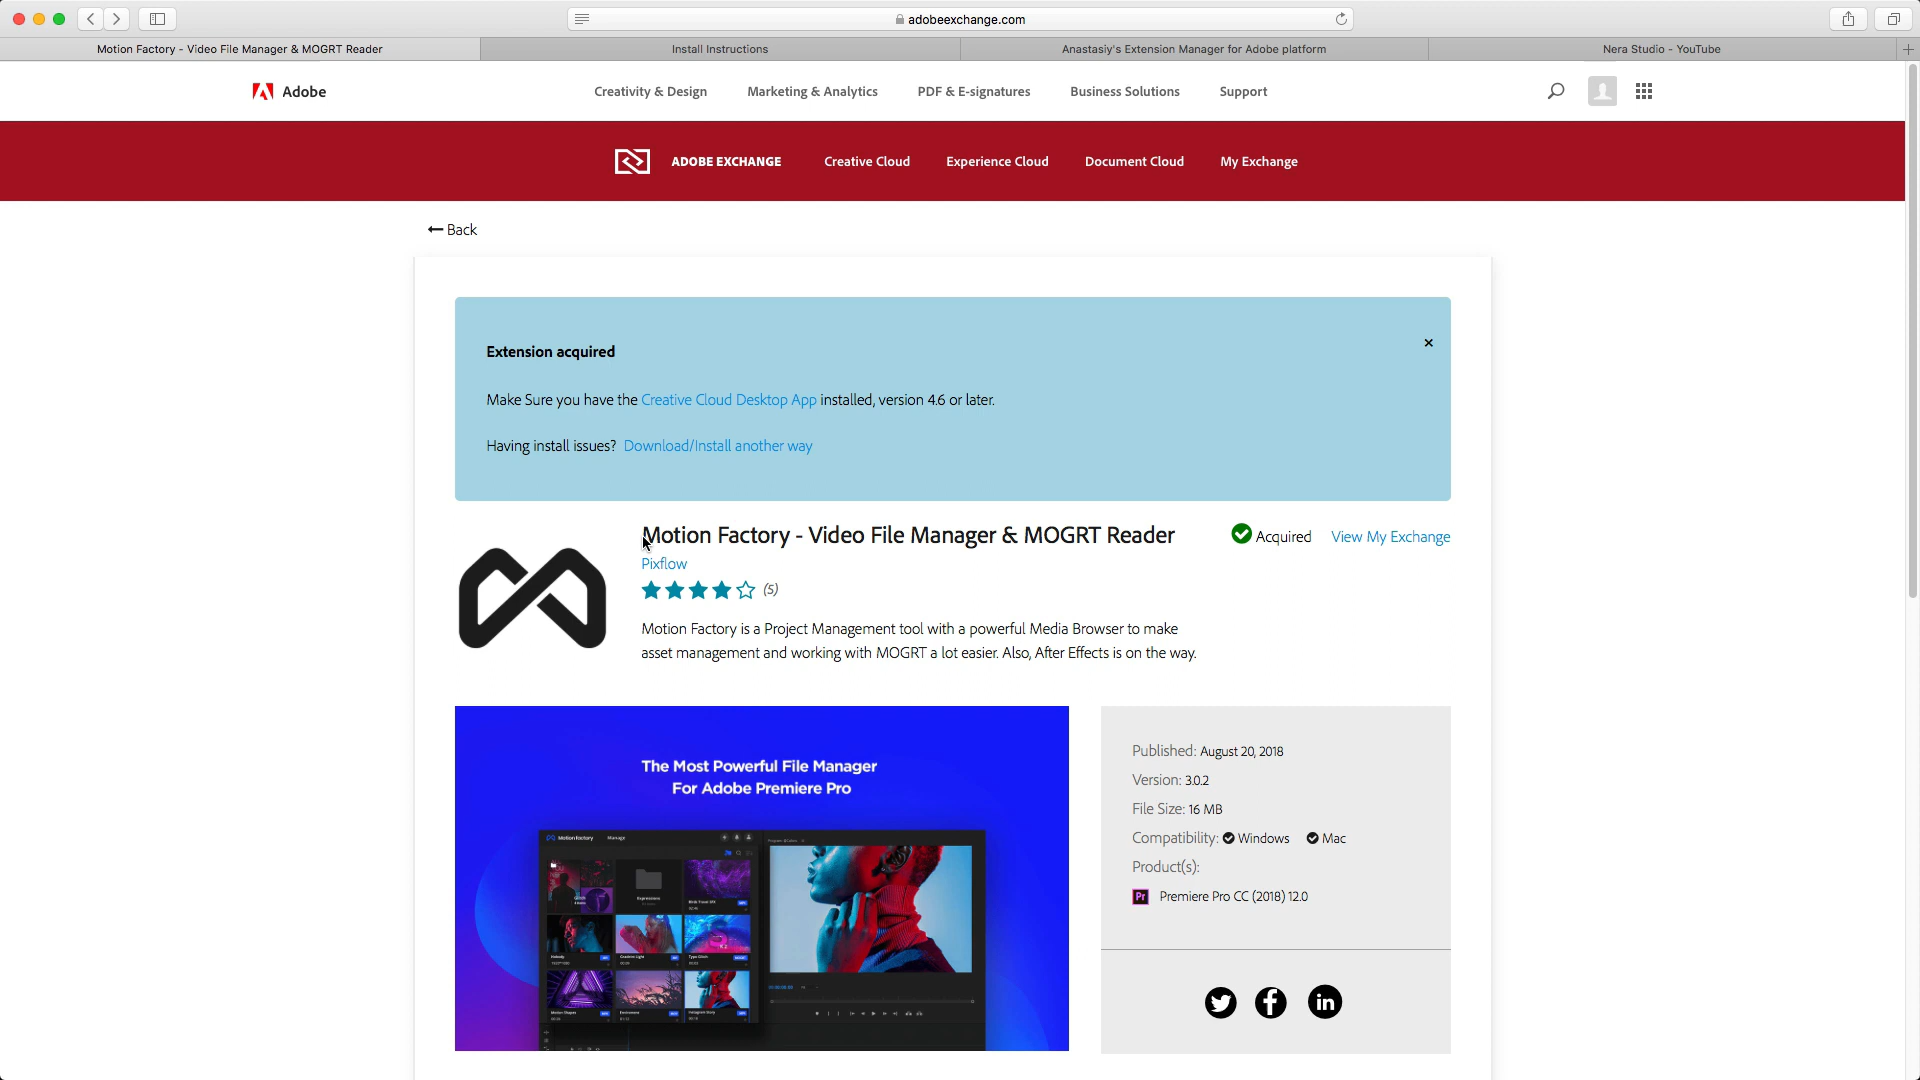 adobeexchange.com
Motion Factory - Video File Manager & MOGRT Reader
Install Instructions
Anastasiy's Extension Manager for Adobe platform
Nera Studio - YouTube
Adobe
Creativity & Design
Marketing & Analytics
PDF & E-signatures
Business Solutions
Support
ADOBE EXCHANGE
Creative Cloud
Experience Cloud
Document Cloud
My Exchange
Back
Extension acquired
Make Sure you have the Creative Cloud Desktop App installed, version 4.6 or later.
Having install issues? Download/Install another way
Motion Factory - Video File Manager & MOGRT Reader
Acquired
View My Exchange
Pixflow
(5)
Motion Factory is a Project Management tool with a powerful Media Browser to make
asset management and working with MOGRT a lot easier. Also, After Effects is on the way.
The Most Powerful File Manager
For Adobe Premiere Pro
Motion factory
Manage
Expressions
Published: August 20, 2018
Version: 3.0.2
File Size: 16 MB
Compatibility: Windows Mac
Product(s):
Pr Premiere Pro CC (2018) 12.0